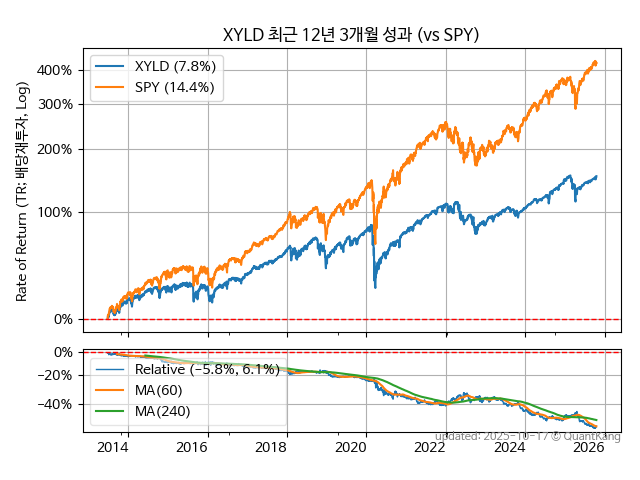 XYLD 최근 12년 3개월 성과 (vs SPY)
Rate of Return (TR: 배당재투자, Log)
400%
300%
200%
100%
0%
XYLD (7.8%)
SPY (14.4%)
0%
−20%
−40%
Relative (−5.8%, 6.1%)
MA(60)
MA(240)
2014 2016 2018 2020 2022 2024 2026
updated: 2025-10-17 © QuantKang